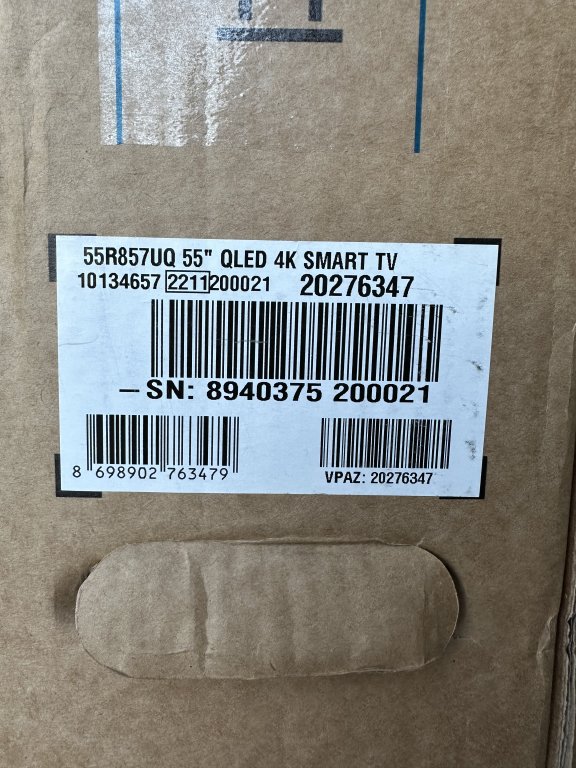 55R857UQ 55" QLED 4K SMART TV
10134657 2211 200021 20276347
– SN: 8940375 200021
8 698902 763479
VPAZ: 20276347